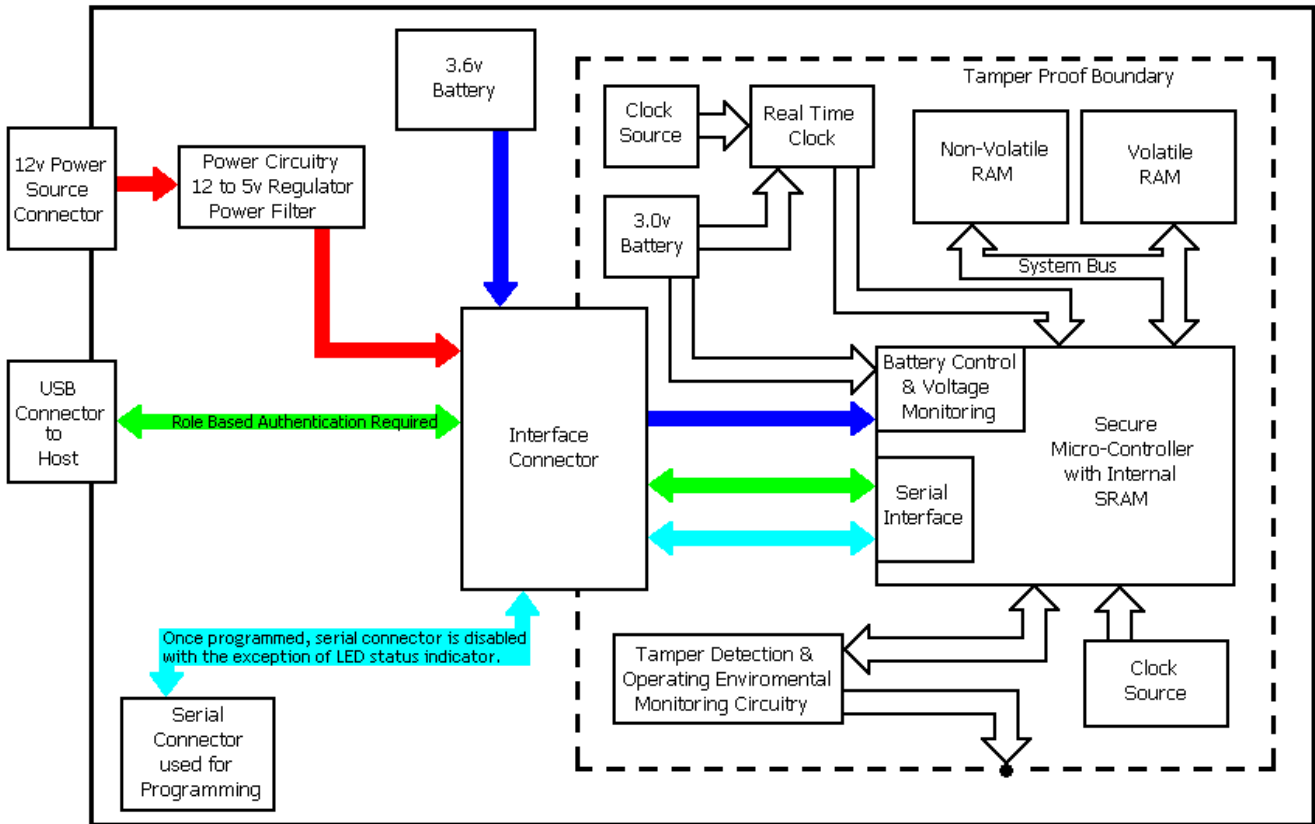 Tamper Proof Boundary
3.6v
Battery
Clock
Source
Real Time
Clock
Non-Volatile
RAM
Volatile
RAM
12v Power
Source
Connector
Power Circuitry
12 to 5v Regulator
Power Filter
3.0v
Battery
System Bus
USB
Connector
to
Host
Role Based Authentication Required
Interface
Connector
Battery Control
& Voltage
Monitoring
Secure
Micro-Controller
with Internal
SRAM
Serial
Interface
Once programmed, serial connector is disabled
with the exception of LED status indicator.
Tamper Detection &
Operating Enviromental
Monitoring Circuitry
Clock
Source
Serial
Connector
used for
Programming